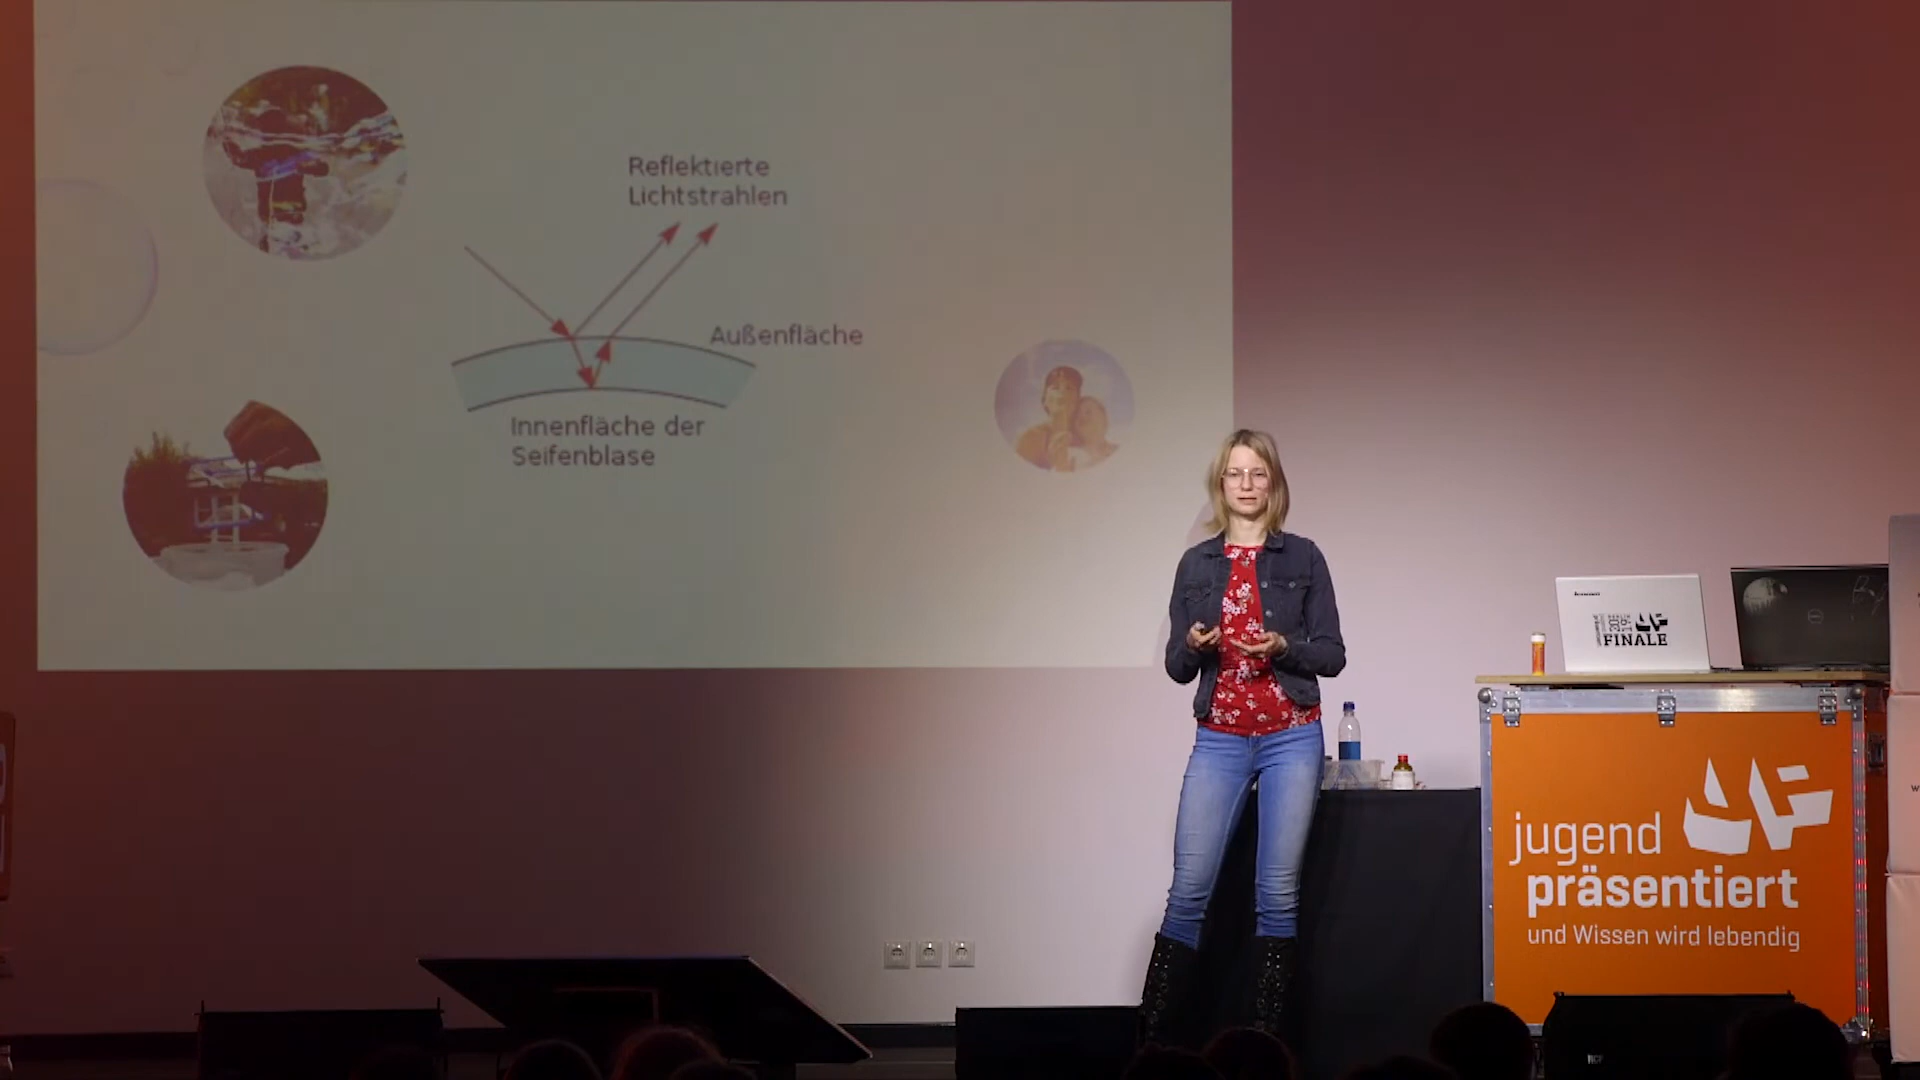 Reflektierte
Lichtstrahlen
Außenfläche
Innenfläche der
Seifenblase
FINALE
jugend
präsentiert
und Wissen wird lebendig